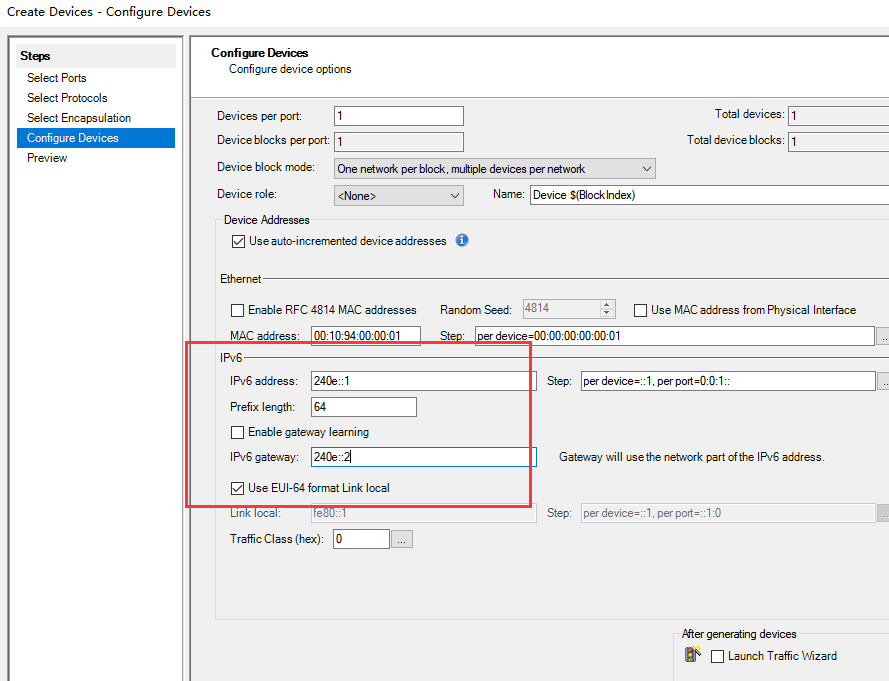 Create Devices - Configure Devices
Steps
Select Ports
Select Protocols
Select Encapsulation
Configure Devices
Preview
Configure Devices
Configure device options
Devices per port: 1 Total devices: 1
Device blocks per port: 1 Total device blocks: 1
Device block mode: One network per block, multiple devices per network
Device role: <None> Name: Device $(BlockIndex)
Device Addresses
Use auto-incremented device addresses
Ethernet
Enable RFC 4814 MAC addresses Random Seed: 4814 Use MAC address from Physical Interface
MAC address: 00:10:94:00:00:01 Step: per device=00:00:00:00:00:01 ...
IPv6
IPv6 address: 240e::1 Step: per device=::1, per port=0:0:1:: ...
Prefix length: 64
Enable gateway learning
IPv6 gateway: 240e::2 Gateway will use the network part of the IPv6 address.
Use EUI-64 format Link local
Link local: fe80::1 Step: per device=::1, per port=::1:0 ...
Traffic Class (hex): 0 ...
After generating devices
Launch Traffic Wizard